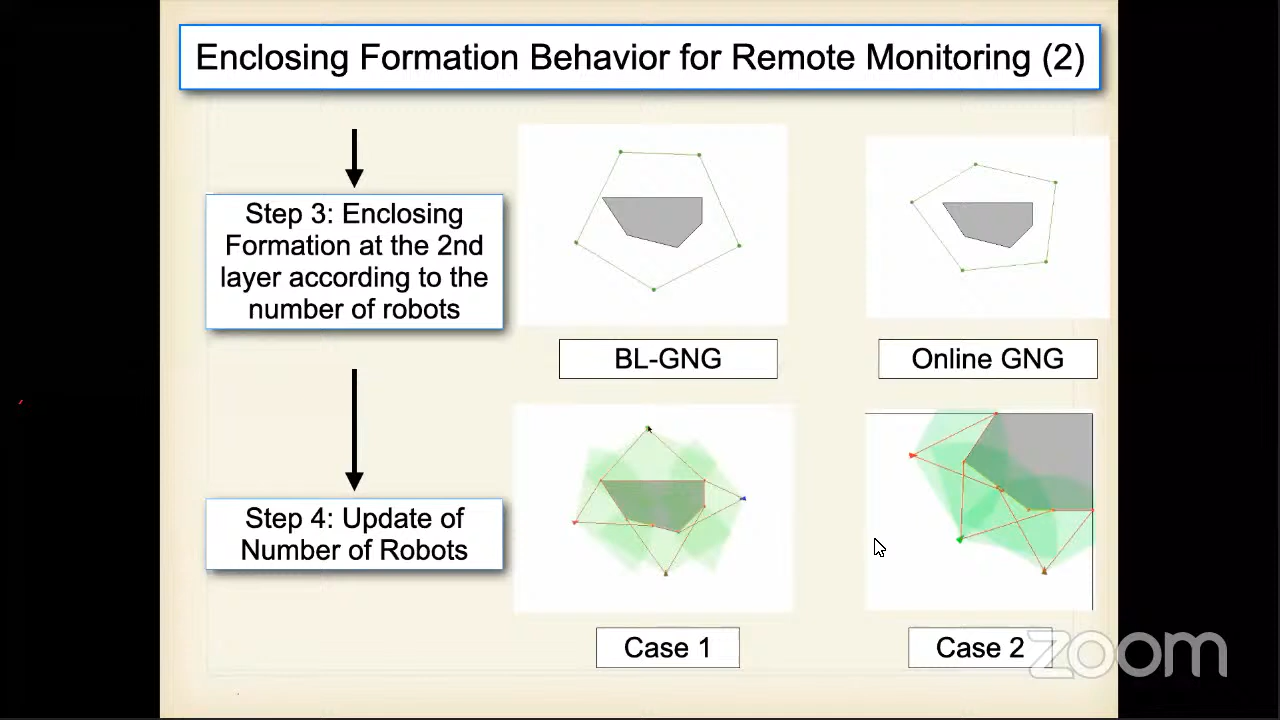 Enclosing Formation Behavior for Remote Monitoring (2)
Step 3: Enclosing
Formation at the 2nd
layer according to the
number of robots
BL-GNG
Online GNG
Step 4: Update of
Number of Robots
Case 1
Case 2
zoom